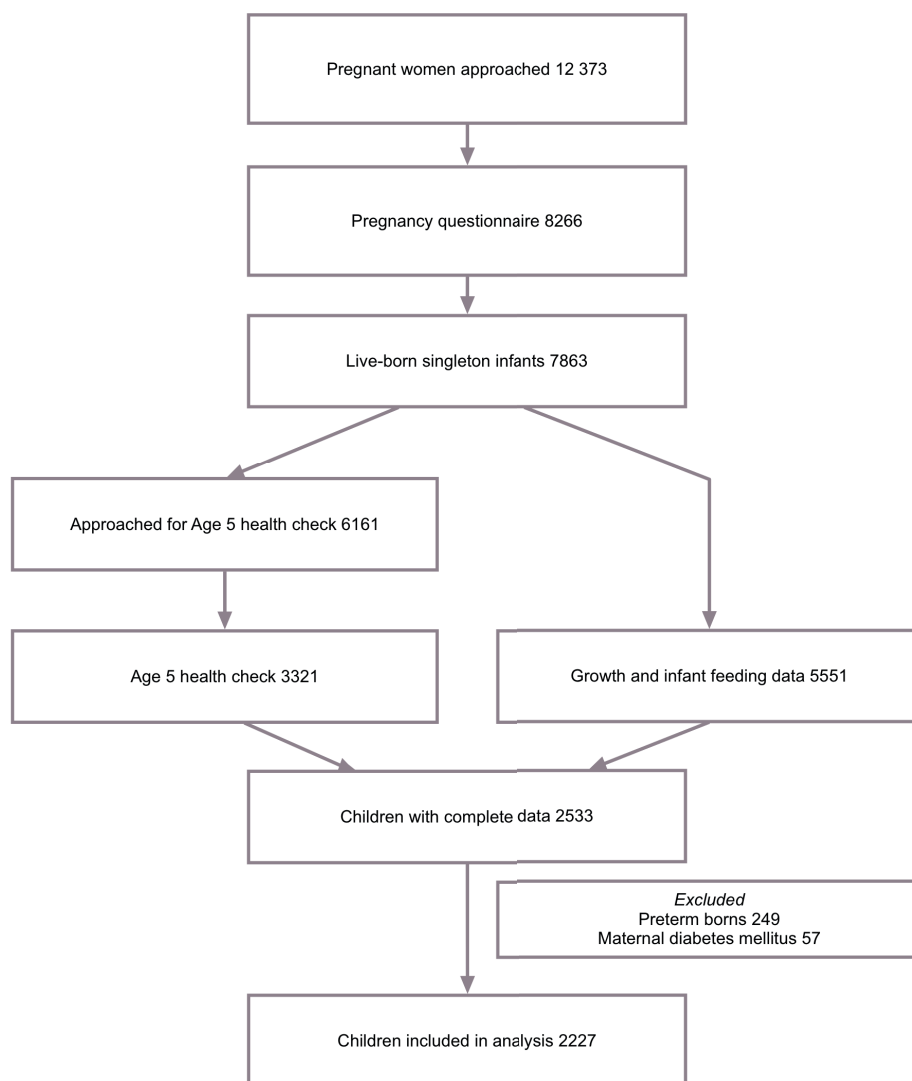 Pregnant women approached 12 373
Pregnancy questionnaire 8266
Live-born singleton infants 7863
Approached for Age 5 health check 6161
Age 5 health check 3321
Growth and infant feeding data 5551
Children with complete data 2533
Excluded
Preterm borns 249
Maternal diabetes mellitus 57
Children included in analysis 2227